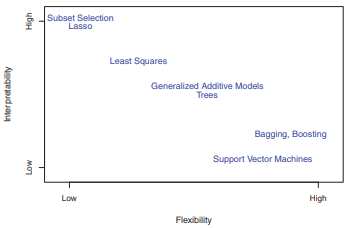 High
Subset Selection
Lasso
Least Squares
Interpretability
Generalized Additive Models
Trees
Bagging, Boosting
Support Vector Machines
Low
Low
High
Flexibility